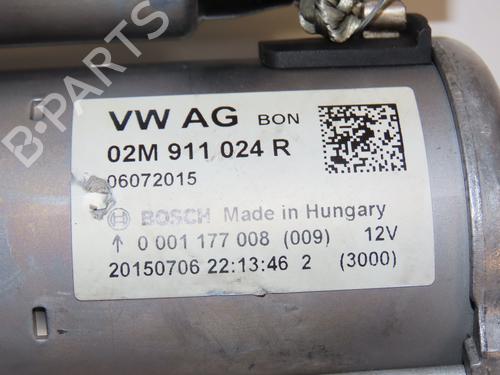 VW AG BON
02M 911 024 R
06072015
BOSCH Made in Hungary
↑ 0 001 177 008 (009) 12V
20150706 22:13:46 2 (3000)
B-PARTS